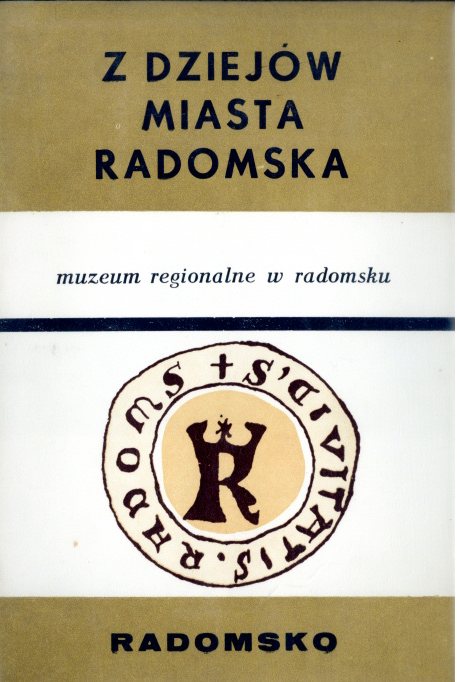 Z DZIEJÓW
MIASTA
RADOMSKA
muzeum regionalne w radomsku
+ S'CIVITATIS.RADOMS
R
RADOMSKO